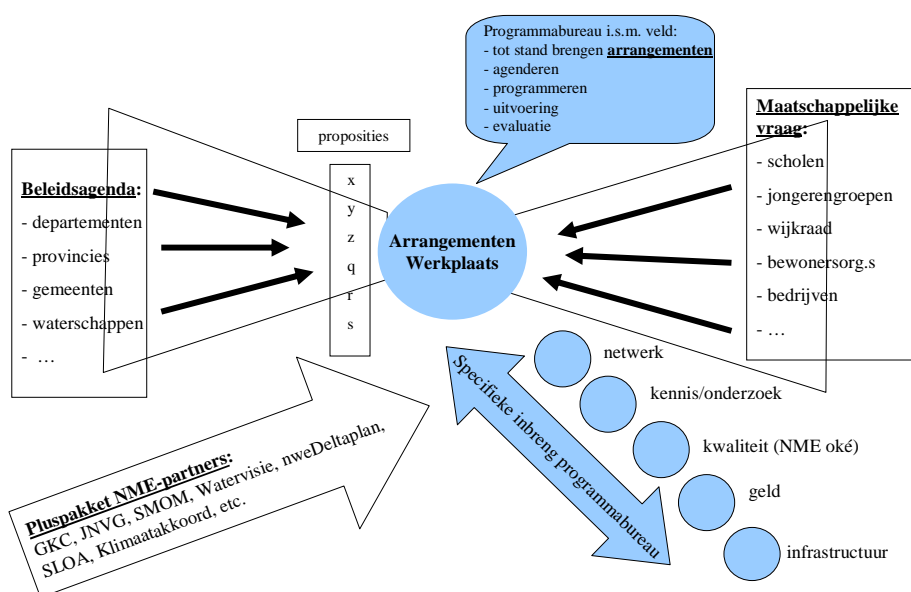 Programmabureau i.s.m. veld:
- tot stand brengen arrangementen
- agenderen
- programmeren
- uitvoering
- evaluatie
Beleidsagenda:
- departementen
- provincies
- gemeenten
- waterschappen
- …
proposities
x
y
z
q
r
s
Arrangementen
Werkplaats
Maatschappelijke
vraag:
- scholen
- jongerengroepen
- wijkraad
- bewonersorg.s
- bedrijven
- …
Pluspakket NME-partners:
GKC, JNVG, SMOM, Watervisie, nweDeltaplan,
SLOA, Klimaatakkoord, etc.
Specifieke inbreng programmabureau
netwerk
kennis/onderzoek
kwaliteit (NME oké)
geld
infrastructuur